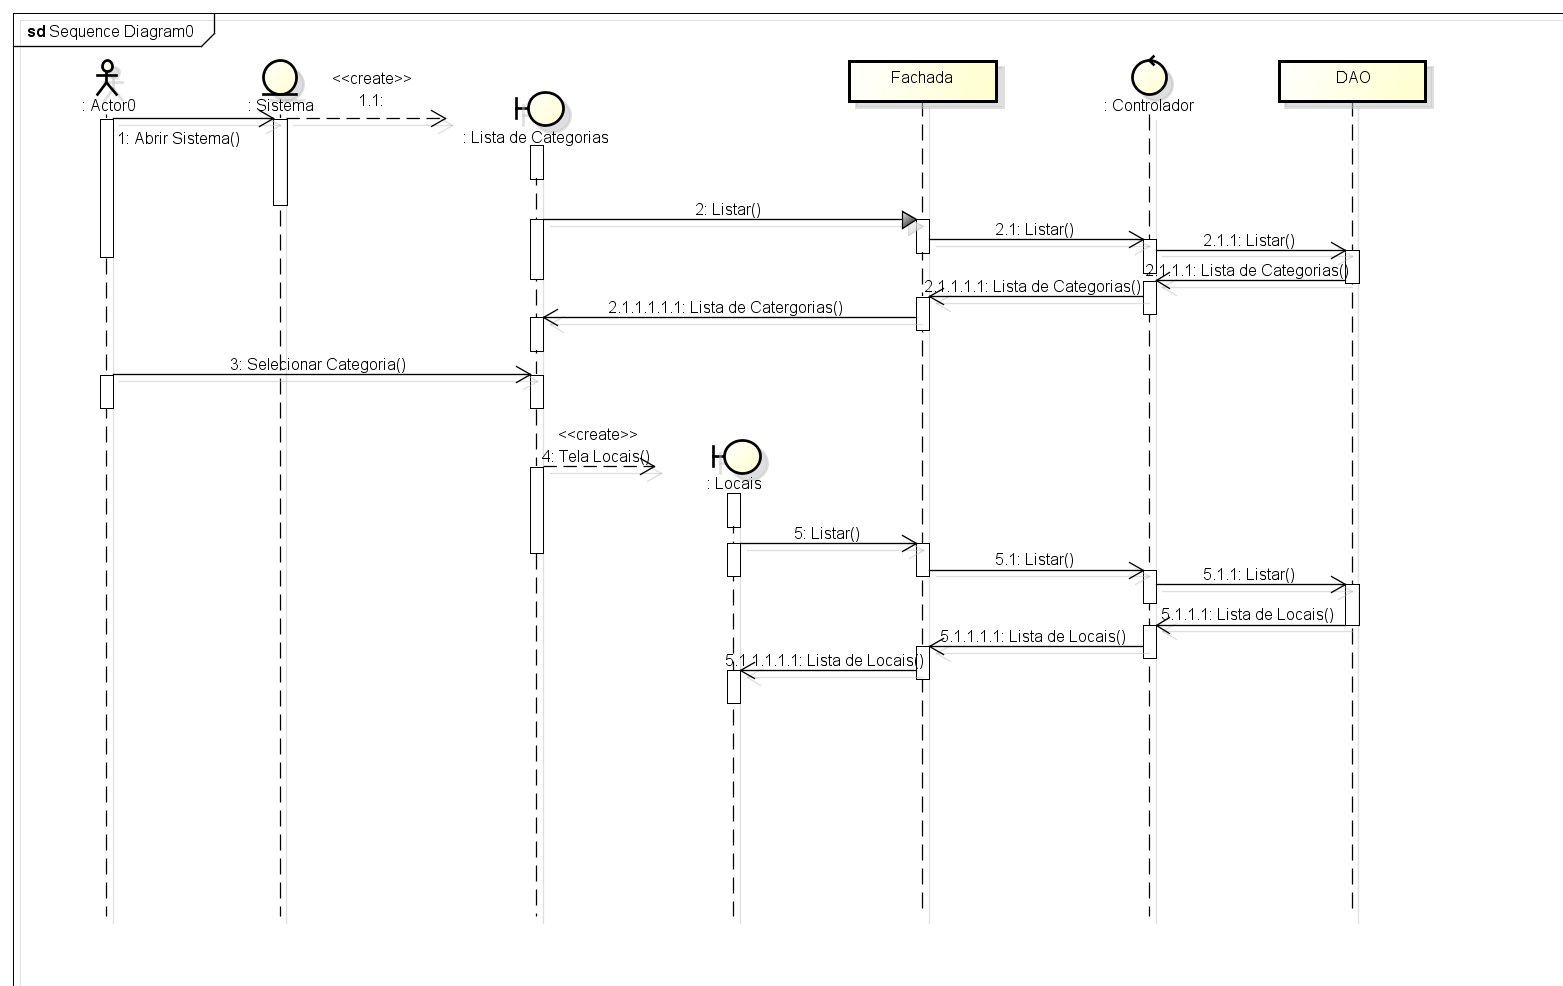 sd Sequence Diagram0
<<create>>
1.1:
Fachada
DAO
: Actor0
: Sistema
: Controlador
1: Abrir Sistema()
: Lista de Categorias
2: Listar()
2.1: Listar()
2.1.1: Listar()
2.1.1.1: Lista de Categorias()
2.1.1.1.1: Lista de Categorias()
2.1.1.1.1.1: Lista de Catergorias()
3: Selecionar Categoria()
<<create>>
4: Tela Locais()
: Locais
5: Listar()
5.1: Listar()
5.1.1: Listar()
5.1.1.1: Lista de Locais()
5.1.1.1.1: Lista de Locais()
5.1.1.1.1.1: Lista de Locais()